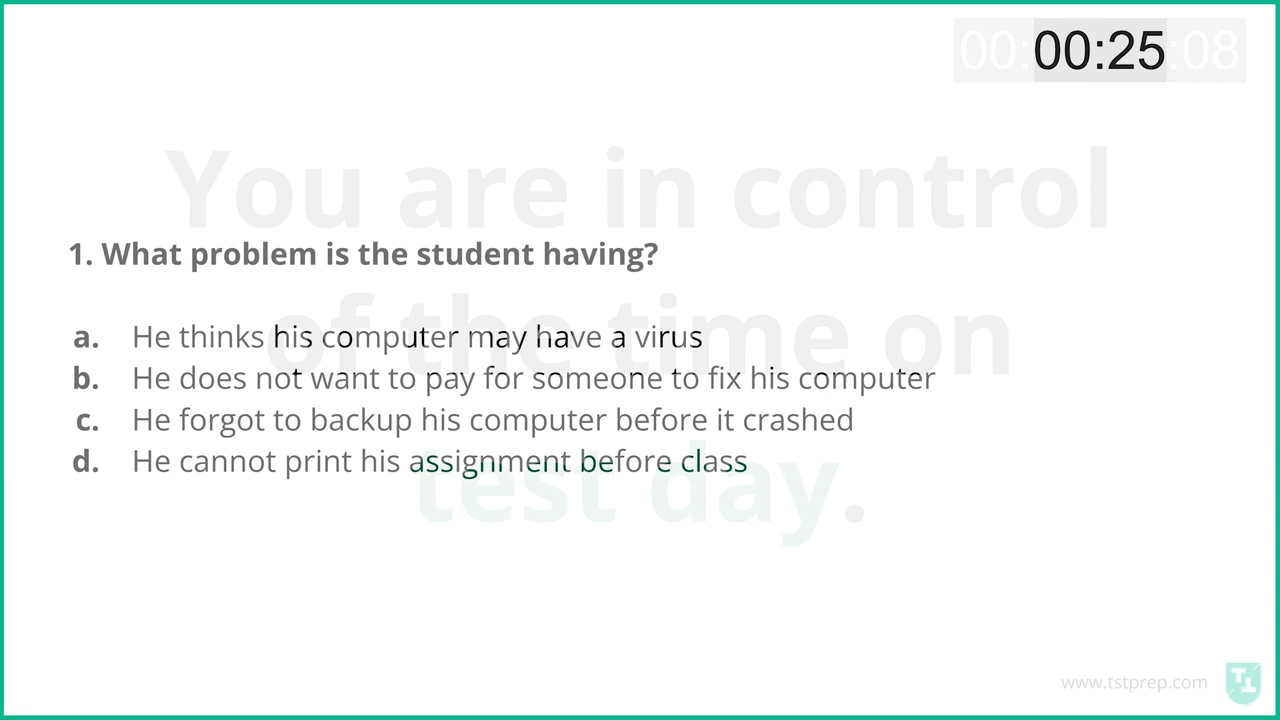 00:00:25:08
You are in control
1. What problem is the student having?
of the time on
a. He thinks his computer may have a virus
b. He does not want to pay for someone to fix his computer
c. He forgot to backup his computer before it crashed
d. He cannot print his assignment before class
test day.
www.tstprep.com